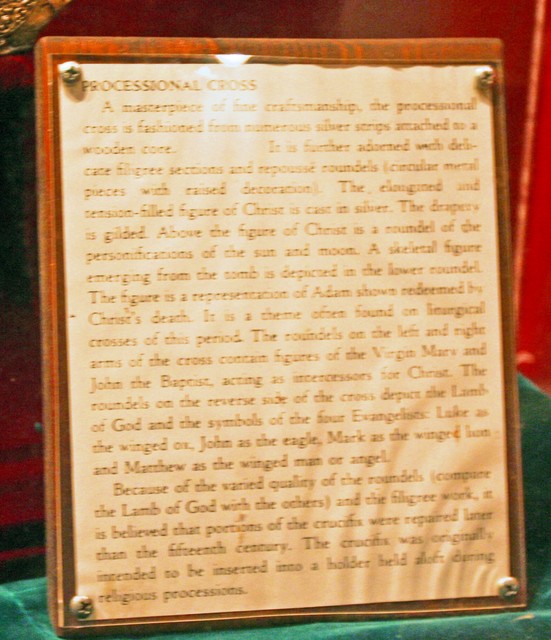 PROCESSIONAL CROSS
A masterpiece of fine craftsmanship, the processional
cross is fashioned from numerous silver strips attached to a
wooden core. It is further adorned with deli-
cate filigree sections and repoussé roundels (circular metal
pieces with raised decoration). The elongated and
tension-filled figure of Christ is cast in silver. The drapery
is gilded. Above the figure of Christ is a roundel of the
personifications of the sun and moon. A skeletal figure
emerging from the tomb is depicted in the lower roundel.
The figure is a representation of Adam shown redeemed by
Christ's death. It is a theme often found on liturgical
crosses of this period. The roundels on the left and right
arms of the cross contain figures of the Virgin Mary and
John the Baptist, acting as intercessors for Christ. The
roundels on the reverse side of the cross depict the Lamb
of God and the symbols of the four Evangelists: Luke as
the winged ox, John as the eagle, Mark as the winged lion
and Matthew as the winged man or angel.
Because of the varied quality of the roundels (compare
the Lamb of God with the others) and the filigree work, it
is believed that portions of the crucifix were repaired later
than the fifteenth century. The crucifix was originally
intended to be inserted into a holder held aloft during
religious processions.